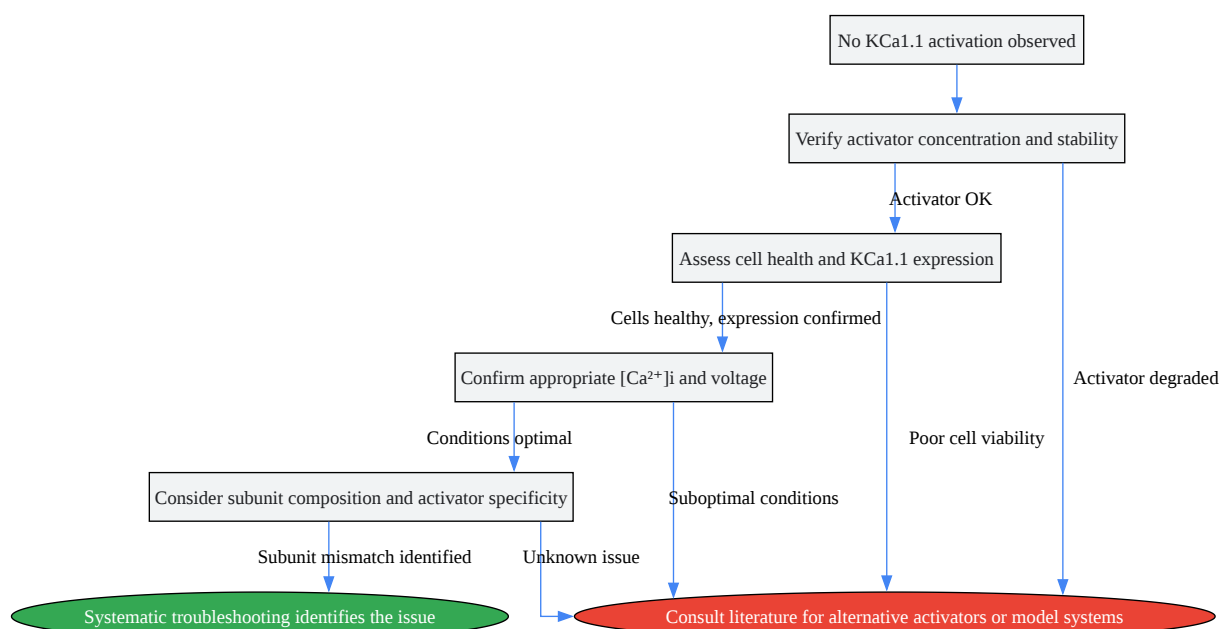 No KCa1.1 activation observed
Verify activator concentration and stability
Activator OK
Assess cell health and KCa1.1 expression
Cells healthy, expression confirmed
Confirm appropriate [Ca²⁺]i and voltage
Activator degraded
Conditions optimal
Poor cell viability
Consider subunit composition and activator specificity
Suboptimal conditions
Subunit mismatch identified
Unknown issue
Systematic troubleshooting identifies the issue
Consult literature for alternative activators or model systems